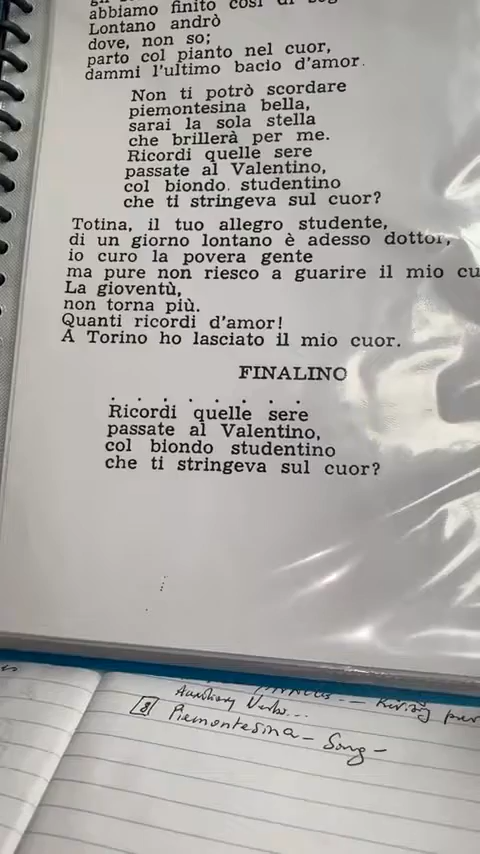 abbiamo finito così di
Lontano andrò
dove, non so;
parto col pianto nel cuor,
dammi l'ultimo bacio d'amor.
Non ti potrò scordare
piemontesina bella,
sarai la sola stella
che brillerà per me.
Ricordi quelle sere
passate al Valentino,
col biondo. studentino
che ti stringeva sul cuor?
Totina, il tuo allegro studente,
di un giorno lontano è adesso dottor,
io curo la povera gente
ma pure non riesco a guarire il mio cu
La gioventù,
non torna più.
Quanti ricordi d'amor!
A Torino ho lasciato il mio cuor.
FINALINO
. . . . . . . .
Ricordi quelle sere
passate al Valentino,
col biondo studentino
che ti stringeva sul cuor?
Auxiliary Verbs...
8 Piemontesina - Song -